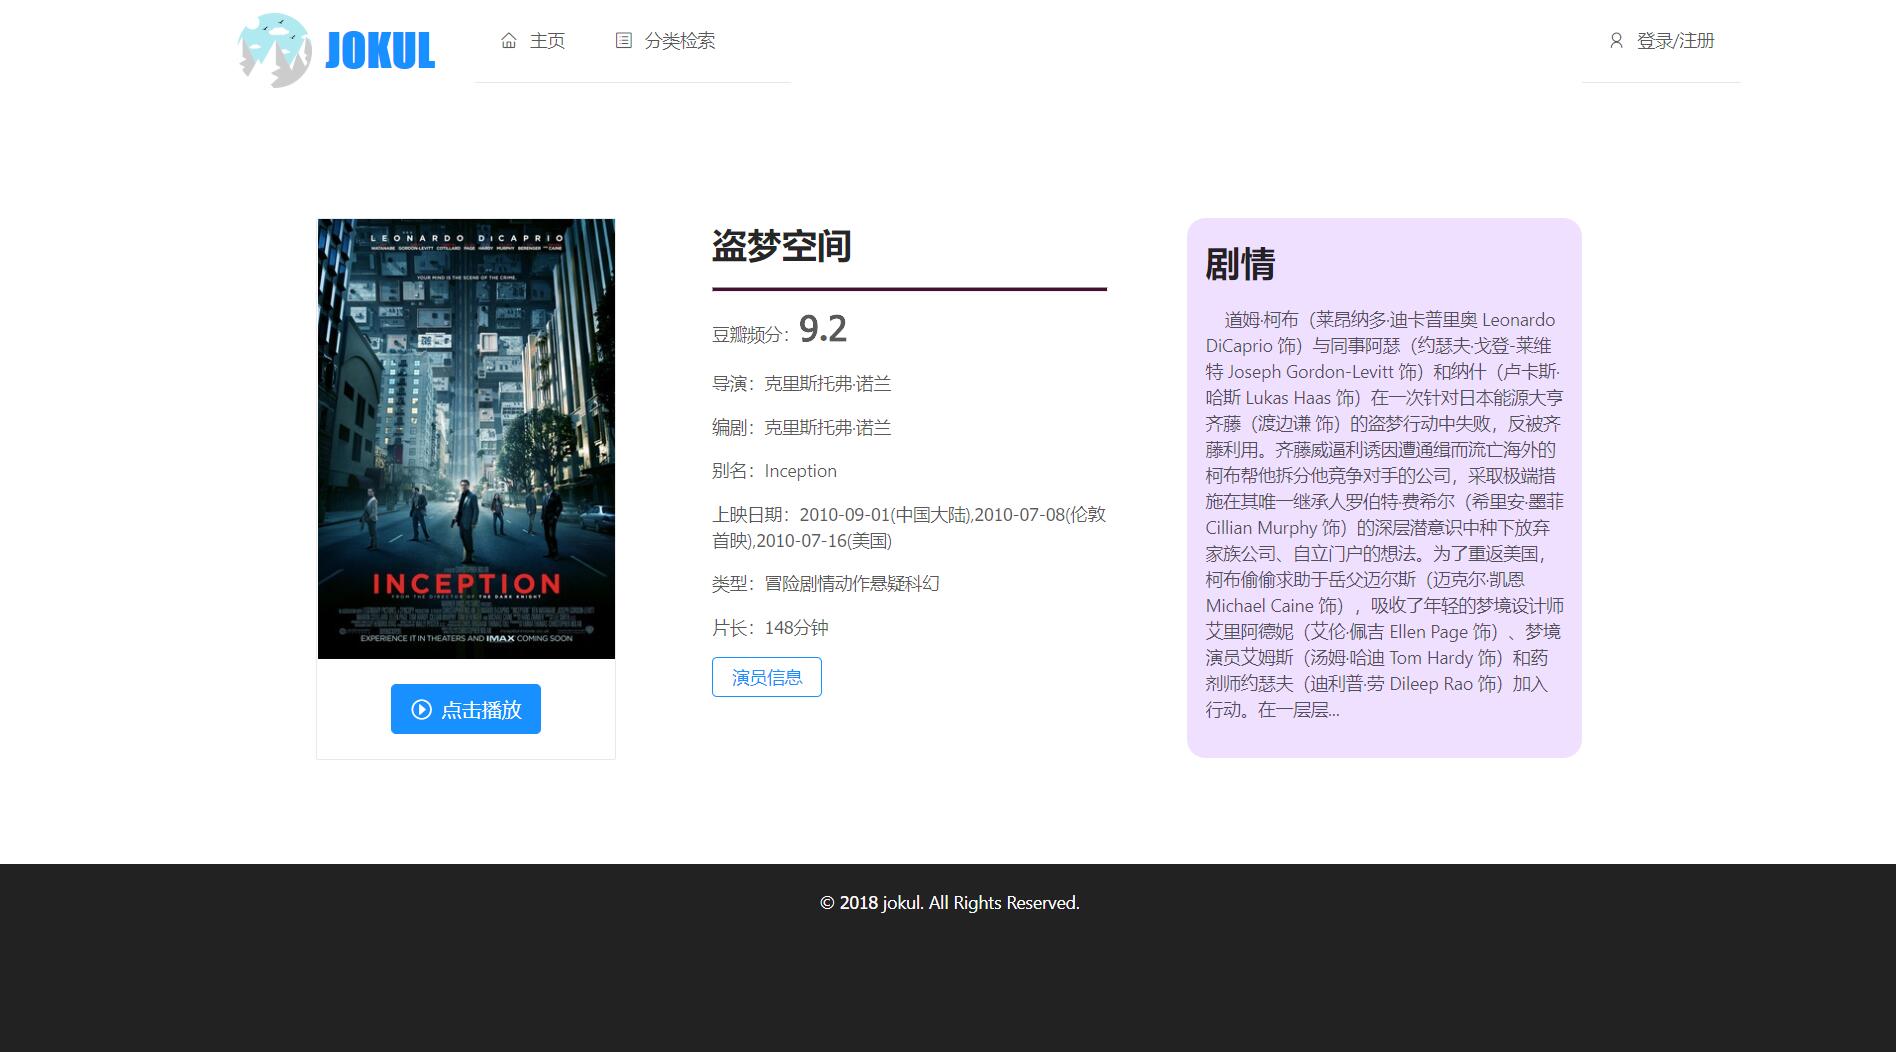 JOKUL
主页
分类检索
登录/注册
LEONARDO DICAPRIO
WATANABE GORDON-LEVITT COTILLARD PAGE HARDY MURPHY BERENGER AND CAINE
YOUR MIND IS THE SCENE OF THE CRIME.
INCEPTION
FROM THE DIRECTOR OF THE DARK KNIGHT
EXPERIENCE IT IN THEATERS AND IMAX COMING SOON
点击播放
盗梦空间
豆瓣频分：9.2
导演：克里斯托弗·诺兰
编剧：克里斯托弗·诺兰
别名：Inception
上映日期：2010-09-01(中国大陆),2010-07-08(伦敦
首映),2010-07-16(美国)
类型：冒险剧情动作悬疑科幻
片长：148分钟
演员信息
剧情
道姆·柯布（莱昂纳多·迪卡普里奥 Leonardo
DiCaprio 饰）与同事阿瑟（约瑟夫·戈登-莱维
特 Joseph Gordon-Levitt 饰）和纳什（卢卡斯·
哈斯 Lukas Haas 饰）在一次针对日本能源大亨
齐藤（渡边谦 饰）的盗梦行动中失败，反被齐
藤利用。齐藤威逼利诱因遭通缉而流亡海外的
柯布帮他拆分他竞争对手的公司，采取极端措
施在其唯一继承人罗伯特·费希尔（希里安·墨菲
Cillian Murphy 饰）的深层潜意识中种下放弃
家族公司、自立门户的想法。为了重返美国，
柯布偷偷求助于岳父迈尔斯（迈克尔·凯恩
Michael Caine 饰），吸收了年轻的梦境设计师
艾里阿德妮（艾伦·佩吉 Ellen Page 饰）、梦境
演员艾姆斯（汤姆·哈迪 Tom Hardy 饰）和药
剂师约瑟夫（迪利普·劳 Dileep Rao 饰）加入
行动。在一层层...
© 2018 jokul. All Rights Reserved.